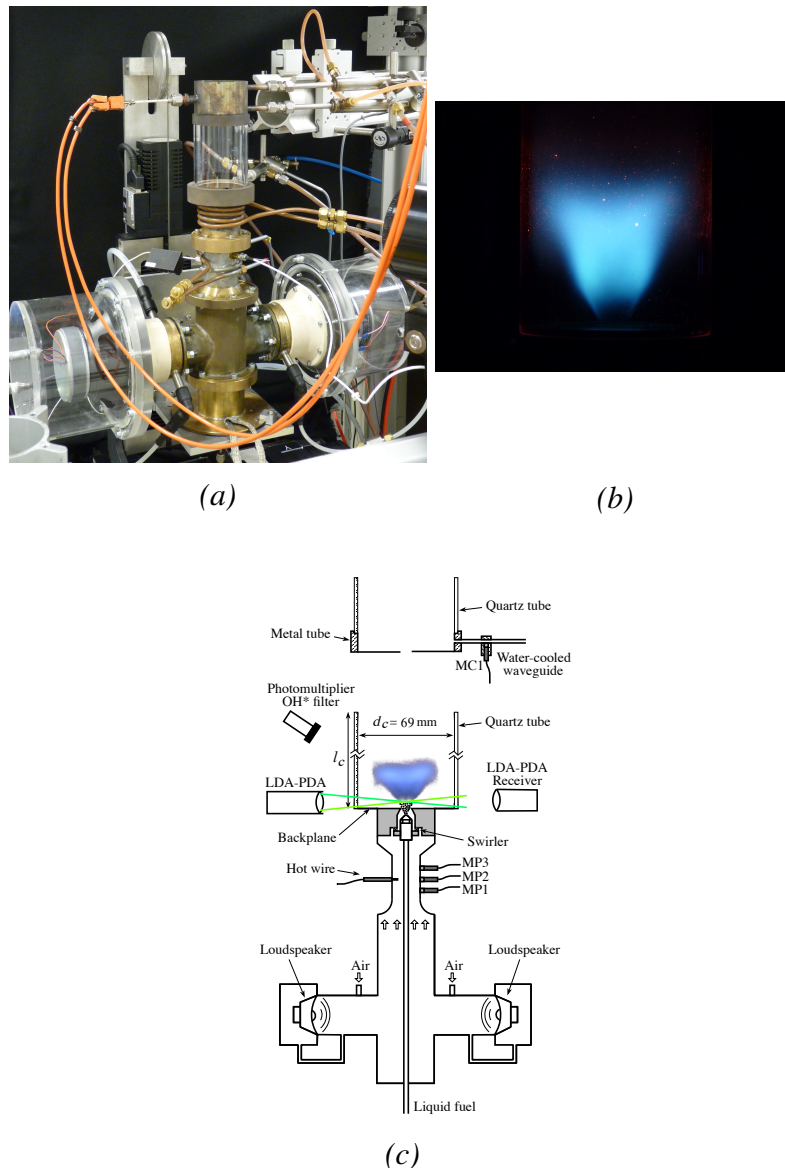 (a)
(b)
Quartz tube
Metal tube
MC1
Water-cooled
waveguide
Photomultiplier
OH* filter
d_c = 69 mm
Quartz tube
l_c
LDA-PDA
LDA-PDA
Receiver
Backplane
Swirler
Hot wire
MP3
MP2
MP1
Loudspeaker
Air
Air
Loudspeaker
Liquid fuel
(c)